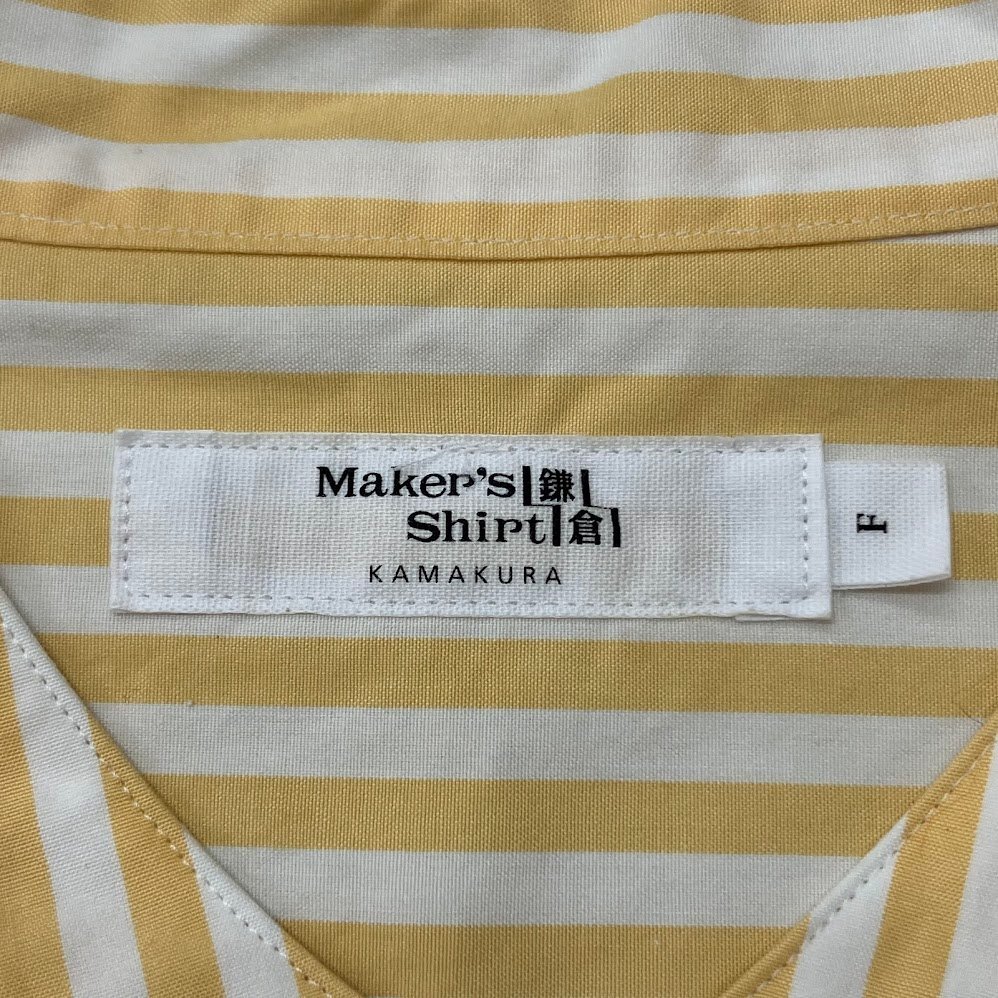 Maker's 鎌
Shirt 倉
KAMAKURA
F